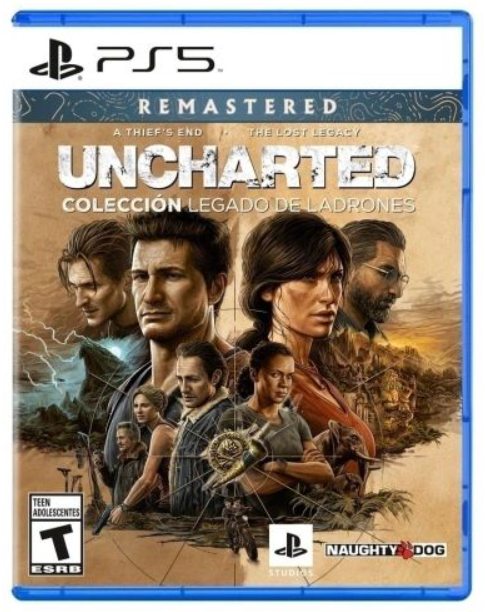 PS5
REMASTERED
A THIEF'S END · THE LOST LEGACY
UNCHARTED
COLECCIÓN LEGADO DE LADRONES
TEEN
ADOLESCENTES
T
ESRB
STUDIOS
NAUGHTY DOG